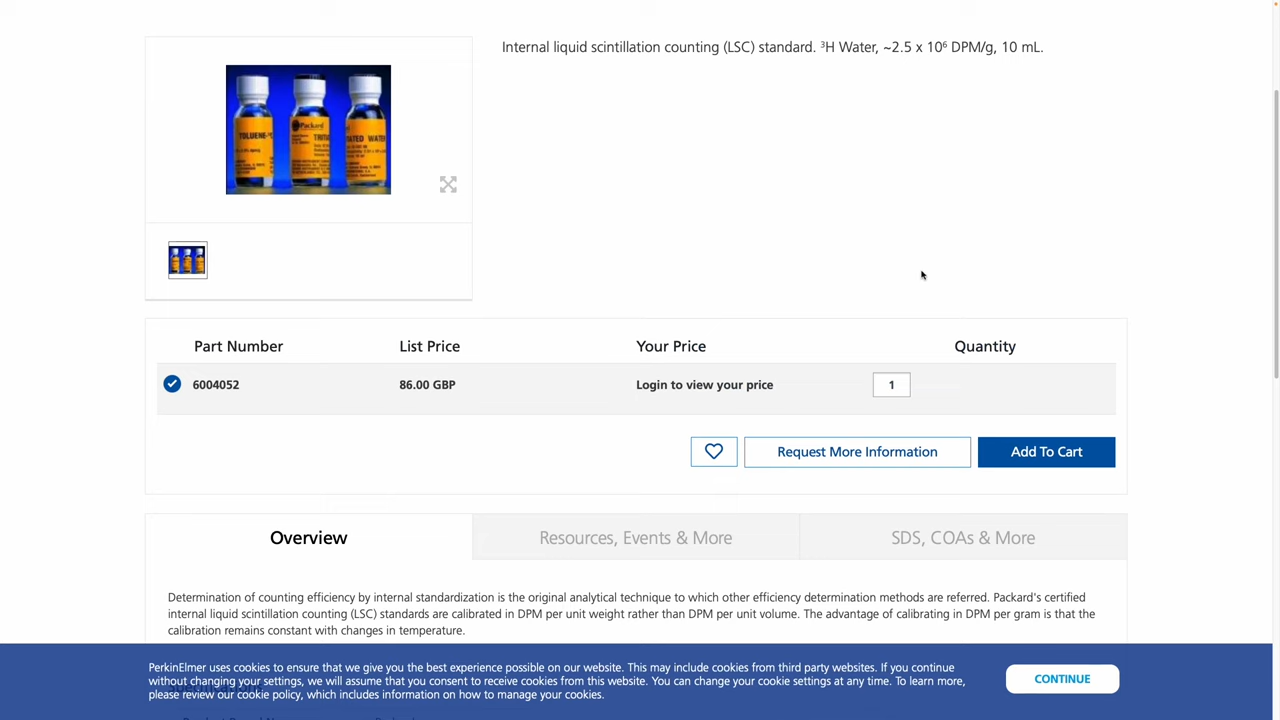 Internal liquid scintillation counting (LSC) standard. ³H Water, ~2.5 x 10⁶ DPM/g, 10 mL.
TOLUENE-
Packard
TRITI
ATED WATER
Part Number List Price Your Price Quantity
6004052 86.00 GBP Login to view your price 1
Request More Information Add To Cart
Overview Resources, Events & More SDS, COAs & More
Determination of counting efficiency by internal standardization is the original analytical technique to which other efficiency determination methods are referred. Packard's certified
internal liquid scintillation counting (LSC) standards are calibrated in DPM per unit weight rather than DPM per unit volume. The advantage of calibrating in DPM per gram is that the
calibration remains constant with changes in temperature.
PerkinElmer uses cookies to ensure that we give you the best experience possible on our website. This may include cookies from third party websites. If you continue
without changing your settings, we will assume that you consent to receive cookies from this website. You can change your cookie settings at any time. To learn more,
please review our cookie policy, which includes information on how to manage your cookies.
CONTINUE